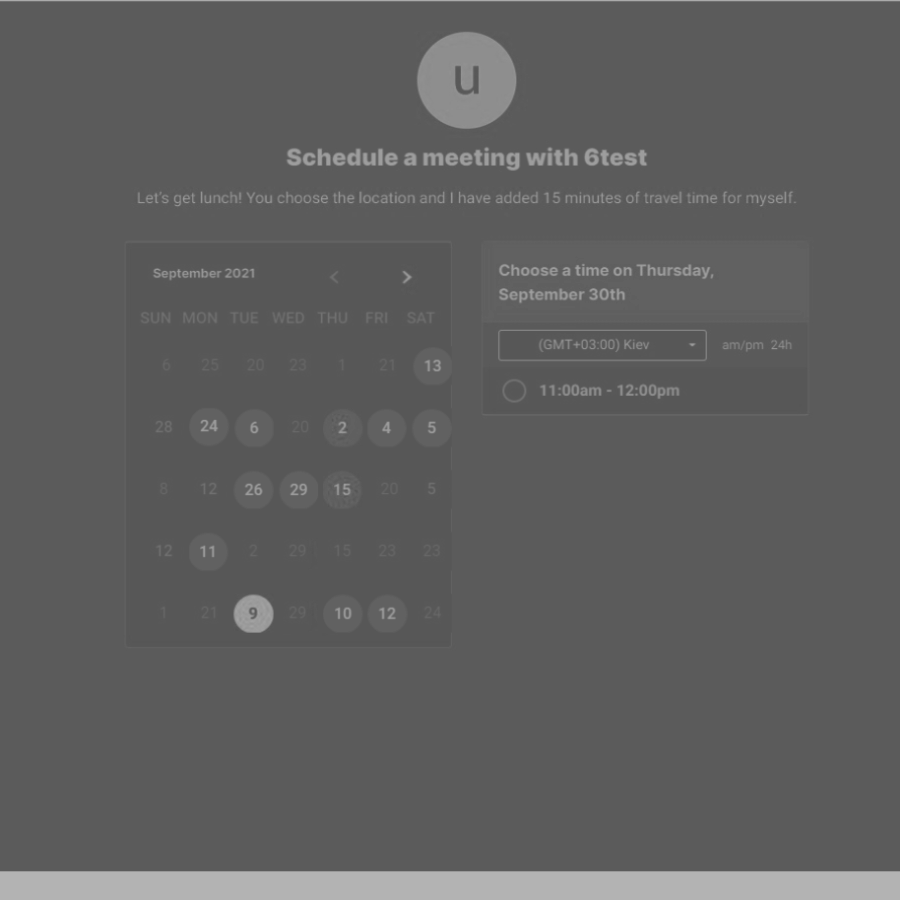 u
Schedule a meeting with 6test
Let's get lunch! You choose the location and I have added 15 minutes of travel time for myself.
September 2021
SUN MON TUE WED THU FRI SAT
6 25 20 23 1 21 13
28 24 6 20 2 4 5
8 12 26 29 15 20 5
12 11 2 29 15 23 23
1 21 9 29 10 12 24
Choose a time on Thursday,
September 30th
(GMT+03:00) Kiev am/pm 24h
11:00am - 12:00pm